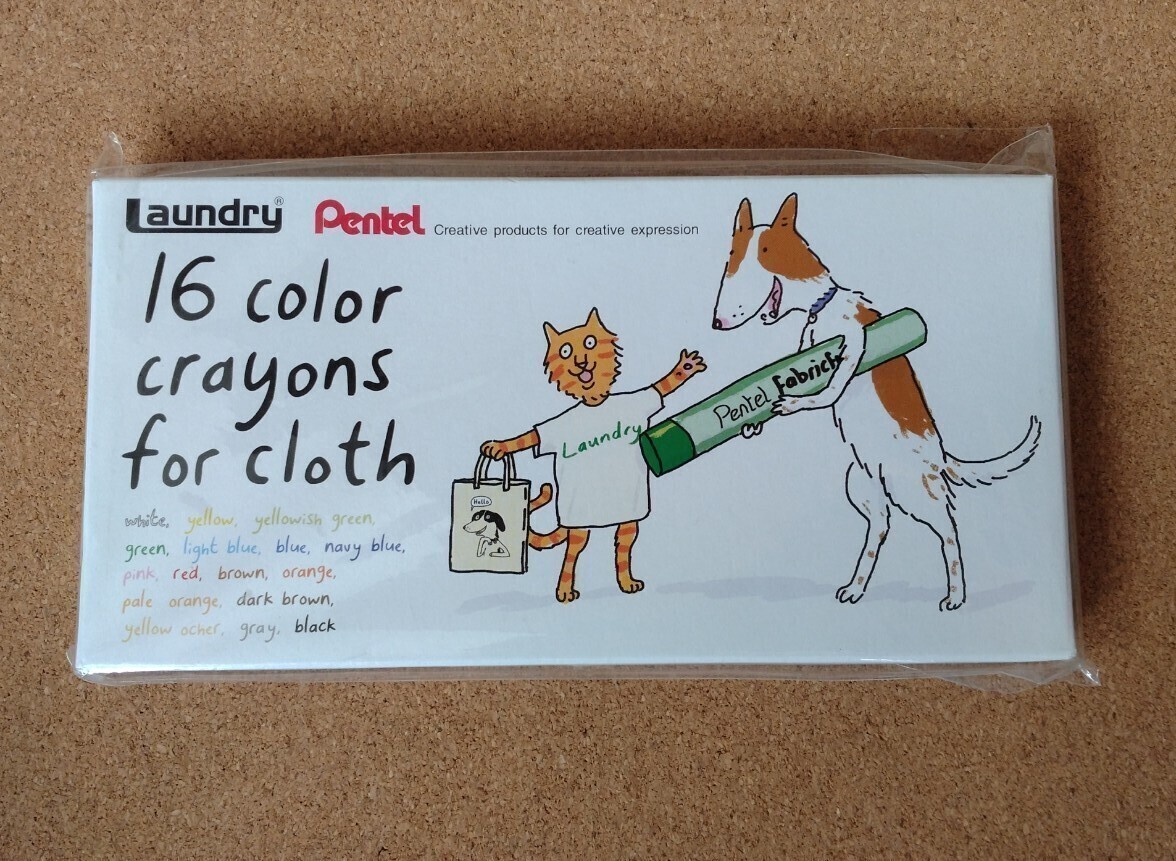 Laundry® Pentel Creative products for creative expression
16 color
crayons
for cloth
white, yellow, yellowish green,
green, light blue, blue, navy blue,
pink, red, brown, orange,
pale orange, dark brown,
yellow ocher, gray, black
Laundry
Pentel Fabricfx
Hello